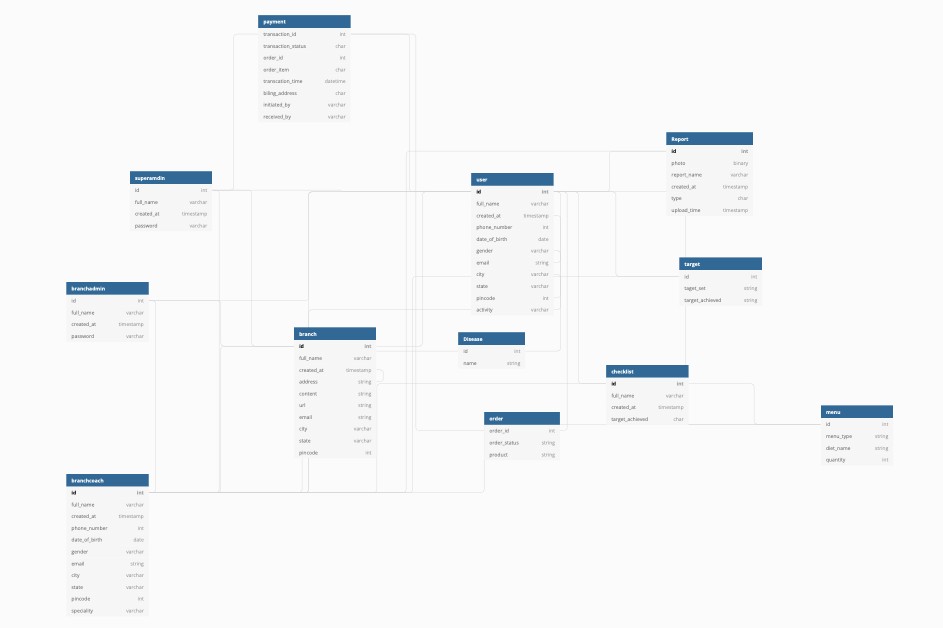 payment
transaction_id int
transaction_status char
order_id int
order_item char
transcation_time datetime
biling_address char
initiated_by varchar
received_by varchar
Report
id int
photo binary
report_name varchar
created_at timestamp
type char
upload_time timestamp
superamdin
id int
full_name varchar
created_at timestamp
password varchar
user
id int
full_name varchar
created_at timestamp
phone_number int
date_of_birth date
gender varchar
email string
city varchar
state varchar
pincode int
activity varchar
target
id int
taget_set string
target_achieved string
branchadmin
id int
full_name varchar
created_at timestamp
password varchar
branch
id int
full_name varchar
created_at timestamp
address string
content string
url string
email string
city varchar
state varchar
pincode int
Disease
id int
name string
checklist
id int
full_name varchar
created_at timestamp
target_achieved char
menu
id int
menu_type string
diet_name string
quantity int
order
order_id int
order_status string
product string
branchcoach
id int
full_name varchar
created_at timestamp
phone_number int
date_of_birth date
gender varchar
email string
city varchar
state varchar
pincode int
speciality varchar